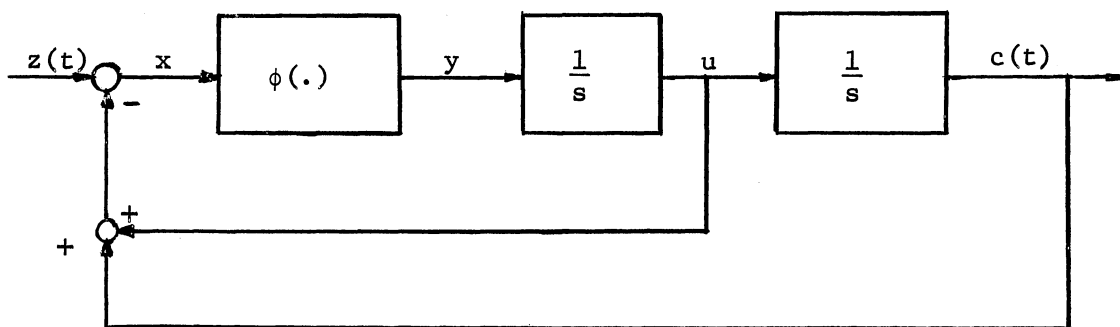 z(t)
x
-
ϕ(.)
y
1
s
u
1
s
c(t)
+
+